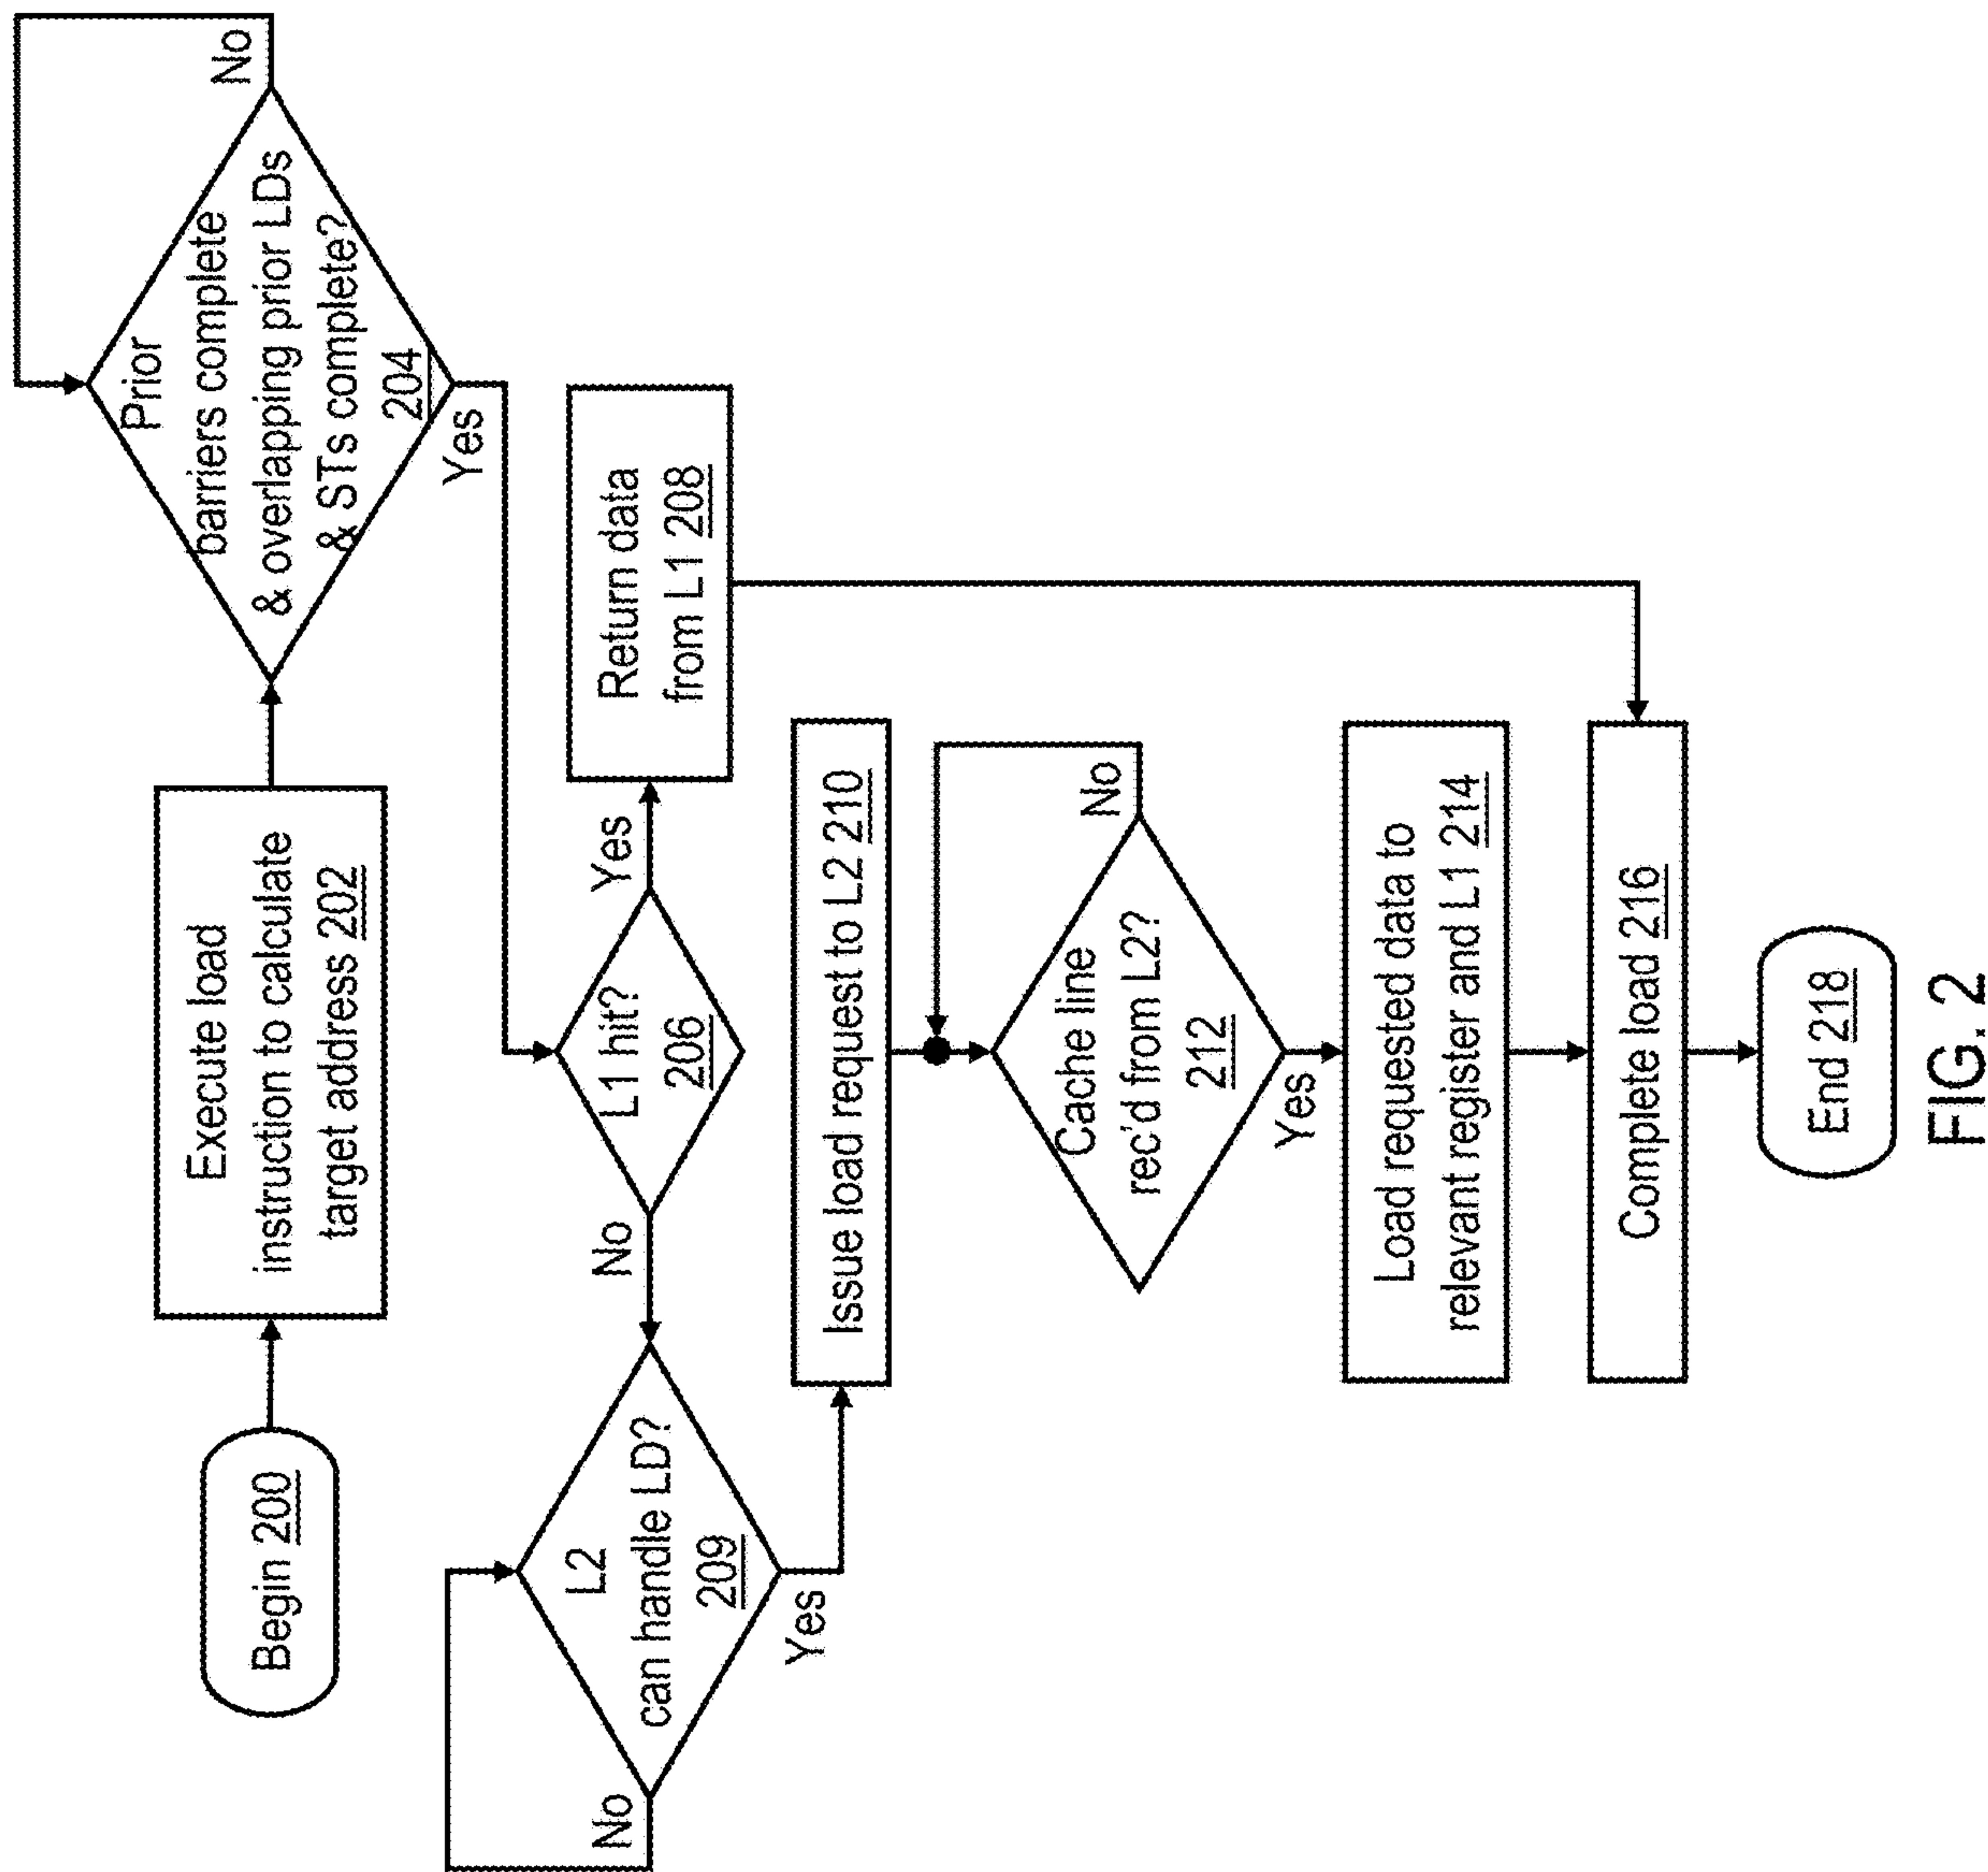 Begin 200
Execute load
instruction to calculate
target address 202
Prior
barriers complete
& overlapping prior LDs
& STs complete?
204
No
Yes
L1 hit?
206
Yes
No
Return data
from L1 208
L2
can handle LD?
209
No
Yes
Issue load request to L2 210
Cache line
rec'd from L2?
212
No
Yes
Load requested data to
relevant register and L1 214
Complete load 216
End 218
FIG. 2